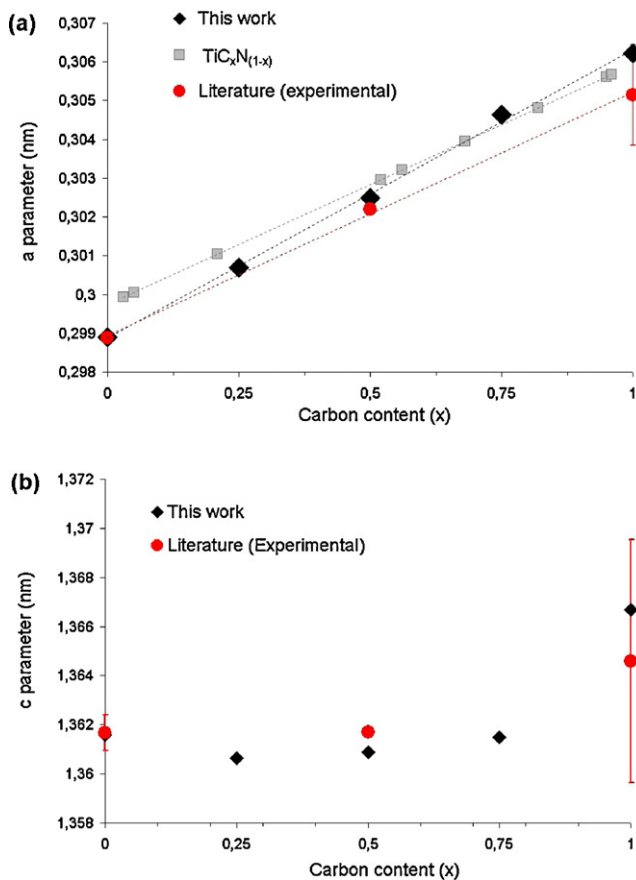 (a)
This work
TiCxN(1-x)
Literature (experimental)
a parameter (nm)
0,307
0,306
0,305
0,304
0,303
0,302
0,301
0,3
0,299
0,298
0 0,25 0,5 0,75 1
Carbon content (x)
(b)
This work
Literature (Experimental)
c parameter (nm)
1,372
1,37
1,368
1,366
1,364
1,362
1,36
1,358
0 0,25 0,5 0,75 1
Carbon content (x)